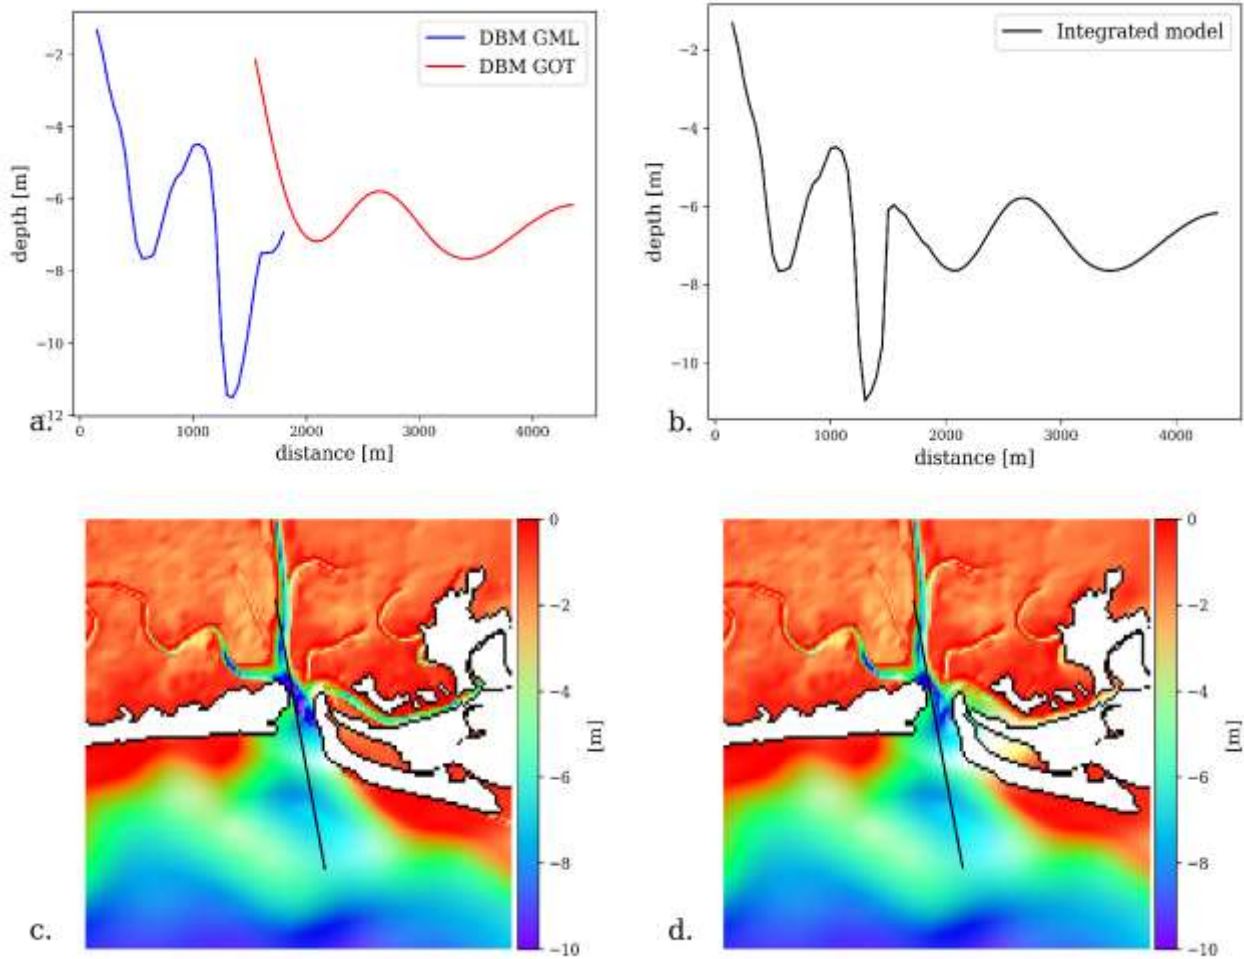 DBM GML
DBM GOT
−2
−4
−6
−8
−10
−12
depth [m]
0
1000
2000
3000
4000
distance [m]
a.
Integrated model
−2
−4
−6
−8
−10
depth [m]
0
1000
2000
3000
4000
distance [m]
b.
0
−2
−4
−6
−8
−10
[m]
c.
0
−2
−4
−6
−8
−10
[m]
d.